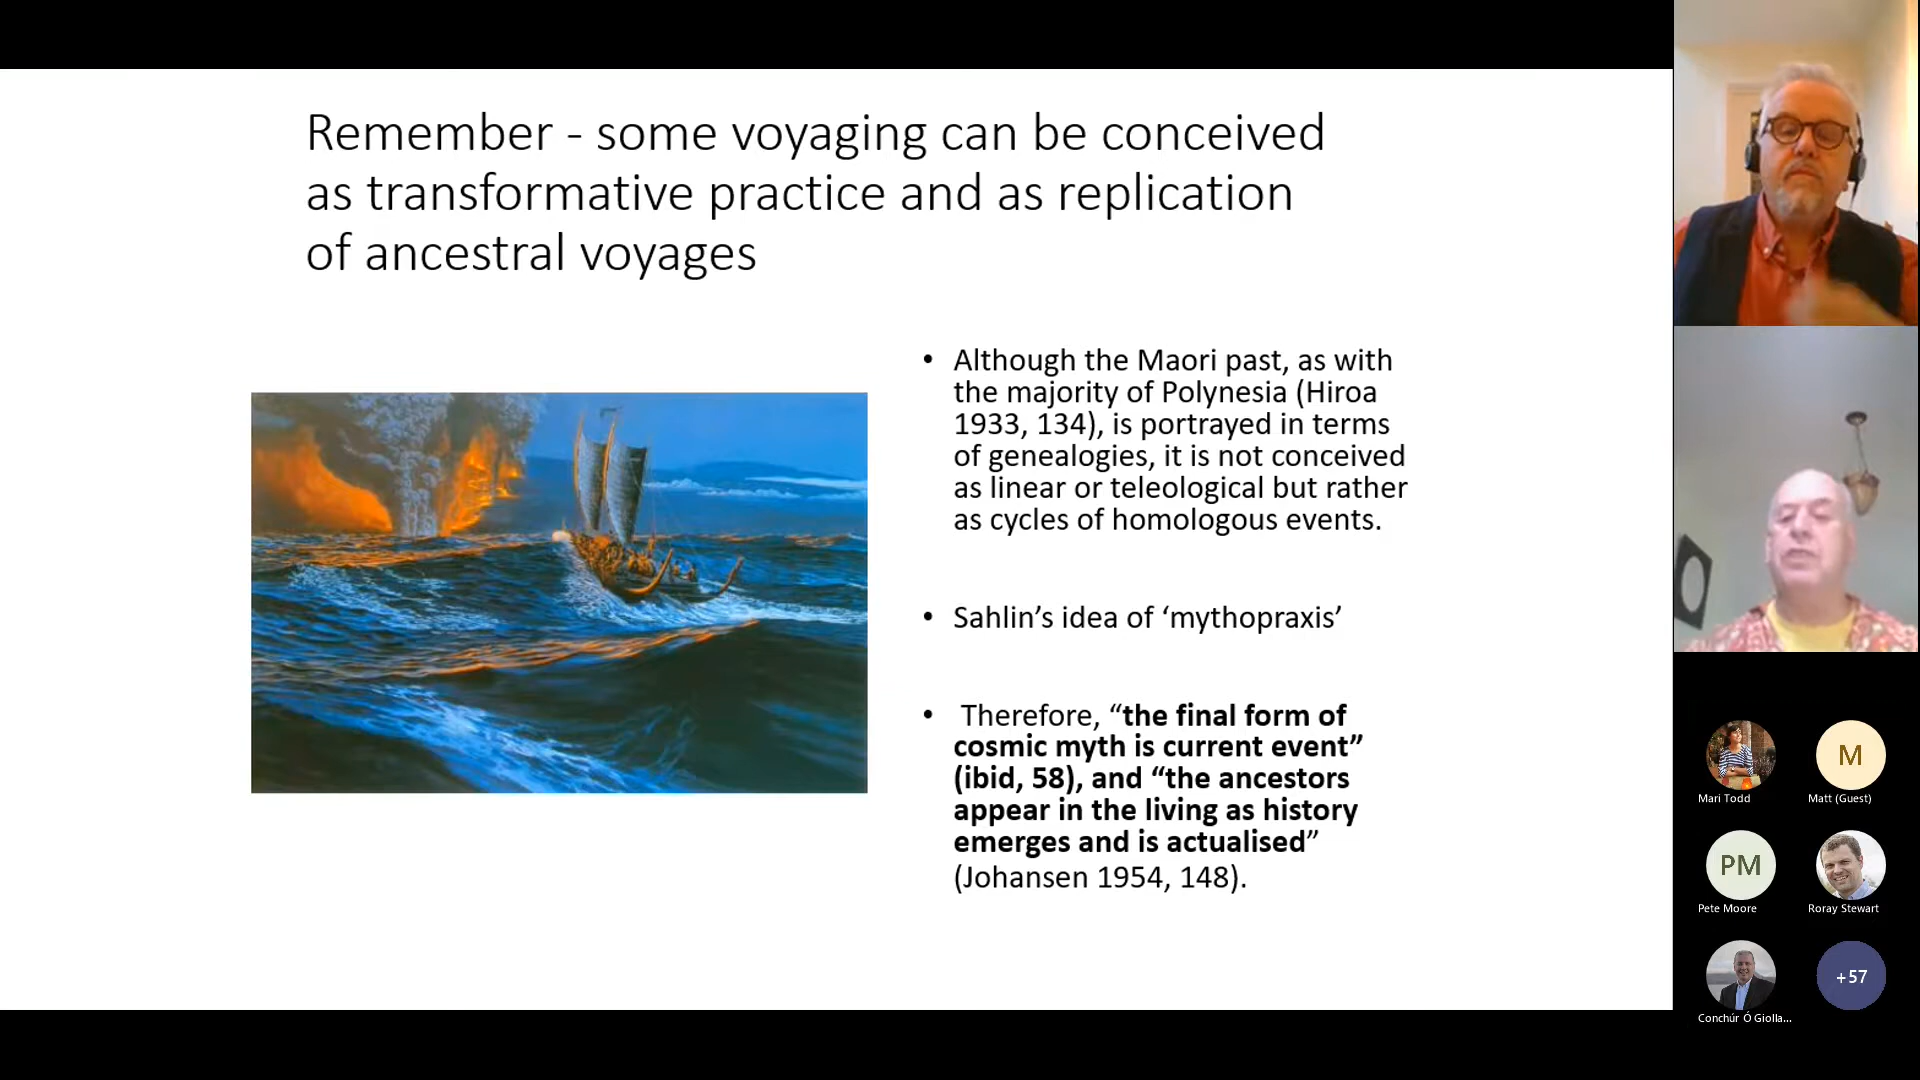 Remember - some voyaging can be conceived
as transformative practice and as replication
of ancestral voyages
• Although the Maori past, as with
the majority of Polynesia (Hiroa
1933, 134), is portrayed in terms
of genealogies, it is not conceived
as linear or teleological but rather
as cycles of homologous events.
• Sahlin’s idea of ‘mythopraxis’
• Therefore, “the final form of
cosmic myth is current event”
(ibid, 58), and “the ancestors
appear in the living as history
emerges and is actualised”
(Johansen 1954, 148).
M
Mari Todd
Matt (Guest)
PM
Pete Moore
Roray Stewart
+57
Conchúr Ó Giolla...